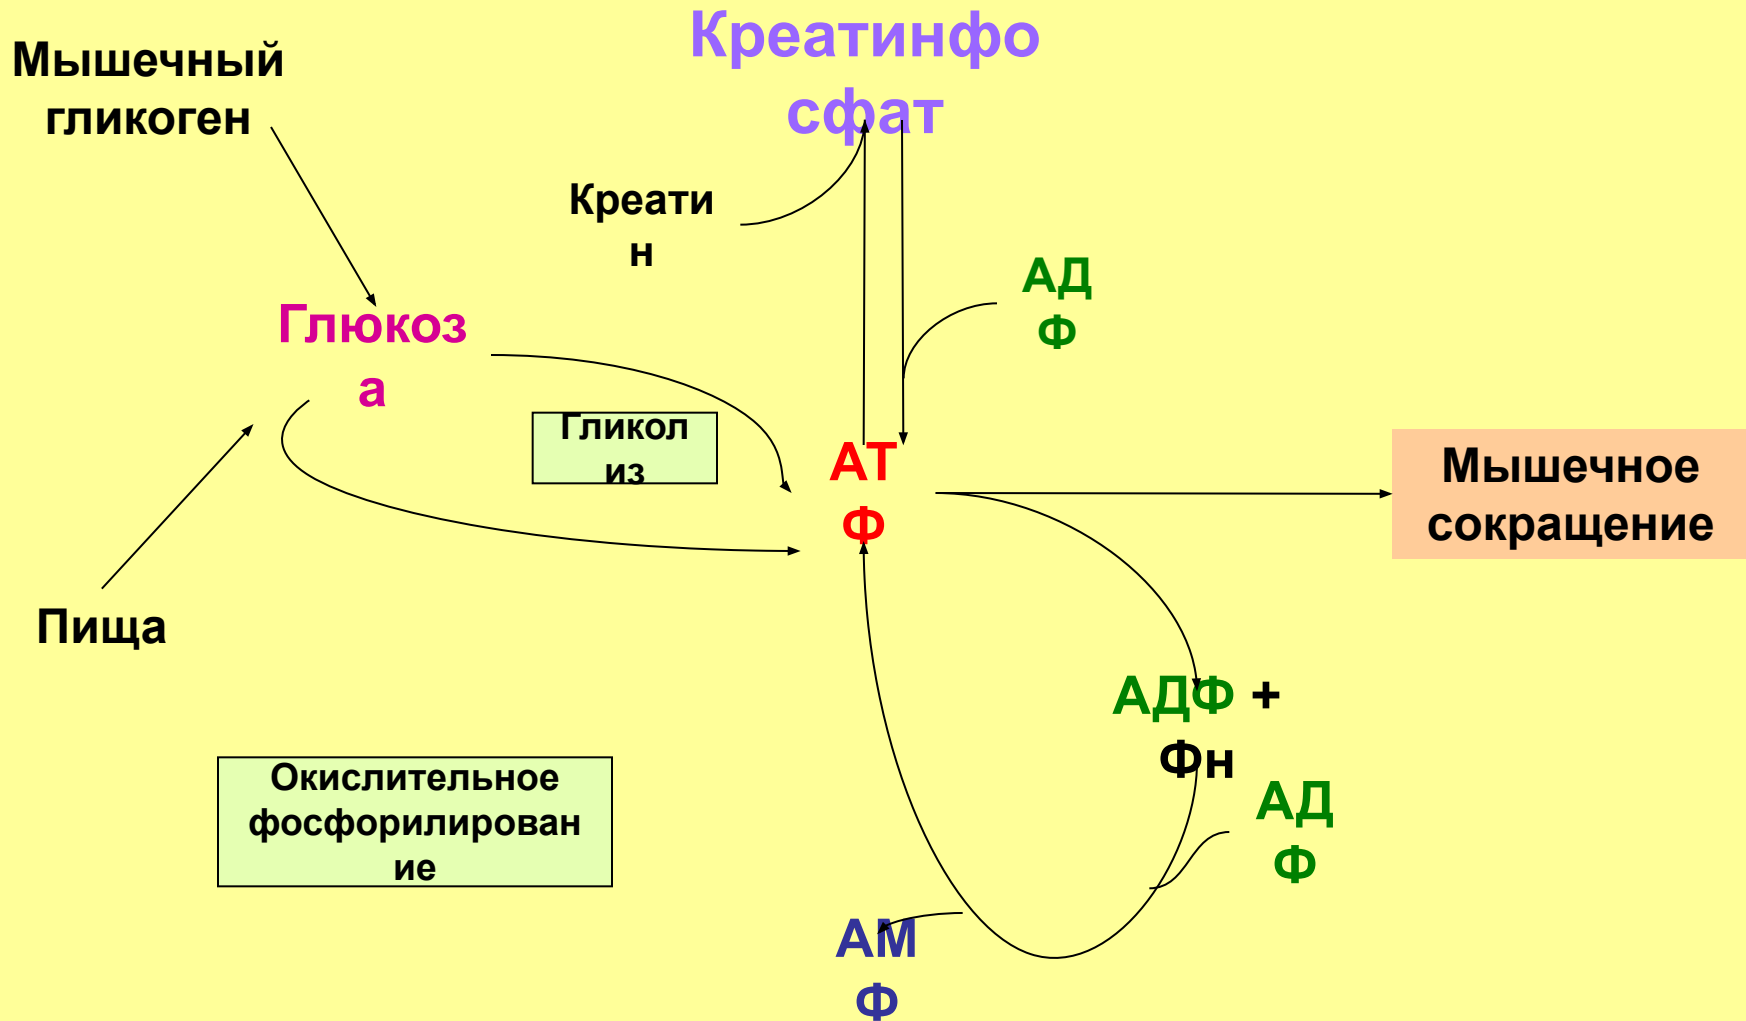 Креатинфо
сфат
Мышечный
гликоген
Креати
н
АД
Ф
Глюкоз
а
Гликол
из
АТ
Ф
Мышечное
сокращение
Пища
АДФ +
Фн
Окислительное
фосфорилирован
ие
АД
Ф
АМ
Ф